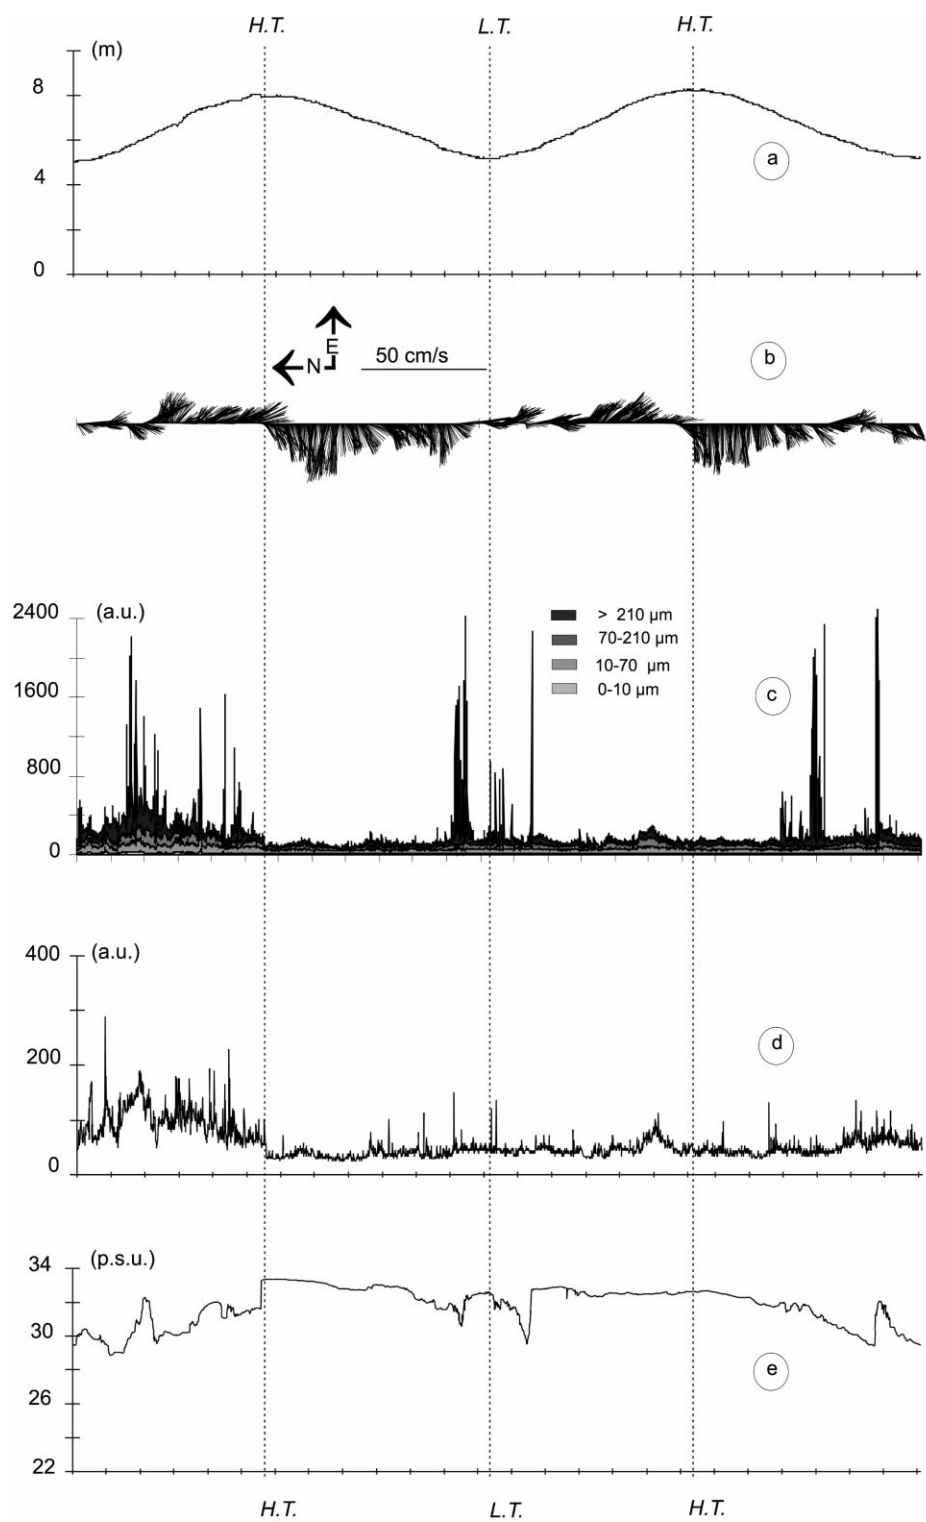 H.T. L.T. H.T.
(m)
8
a
4
0
E
N 50 cm/s b
2400 (a.u.)
> 210 µm
70-210 µm
1600 10-70 µm
0-10 µm c
800
0
400 (a.u.)
d
200
0
34 (p.s.u.)
30
e
26
22
H.T. L.T. H.T.